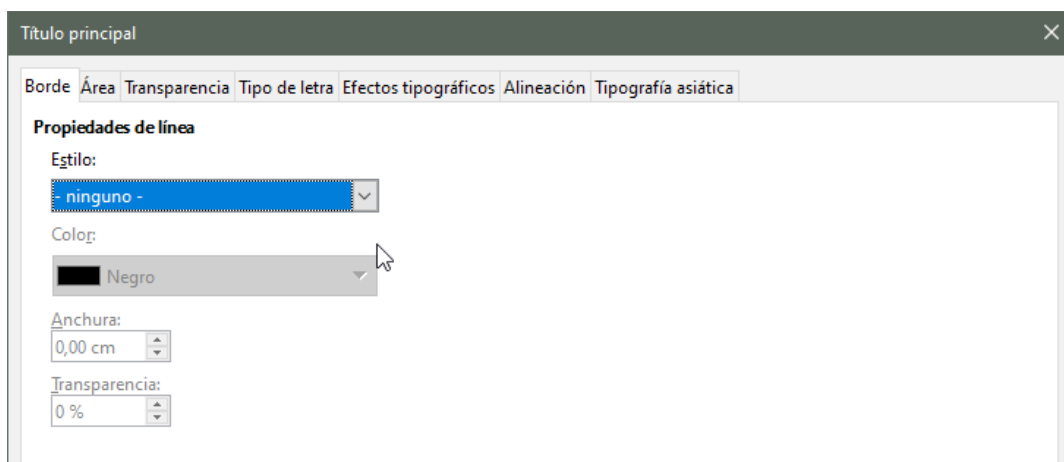 Título principal
Borde Área Transparencia Tipo de letra Efectos tipográficos Alineación Tipografía asiática
Propiedades de línea
Estilo:
- ninguno -
Color:
Negro
Anchura:
0,00 cm
Transparencia:
0 %